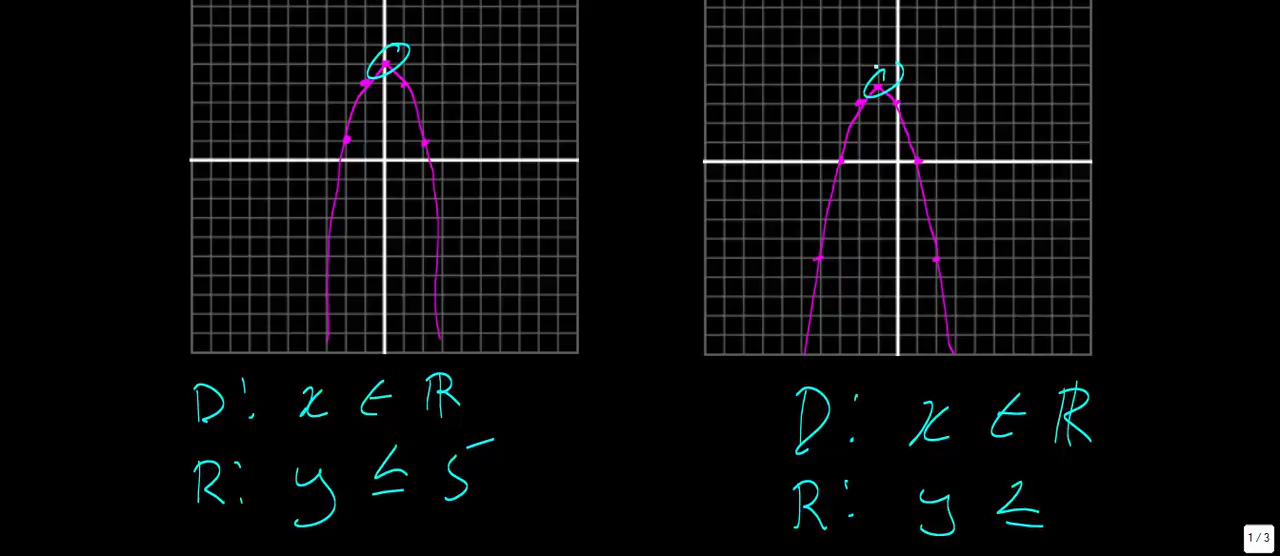 D: x ∈ ℝ
R: y ≤ 5
D: x ∈ ℝ
R: y ≤
1 / 3